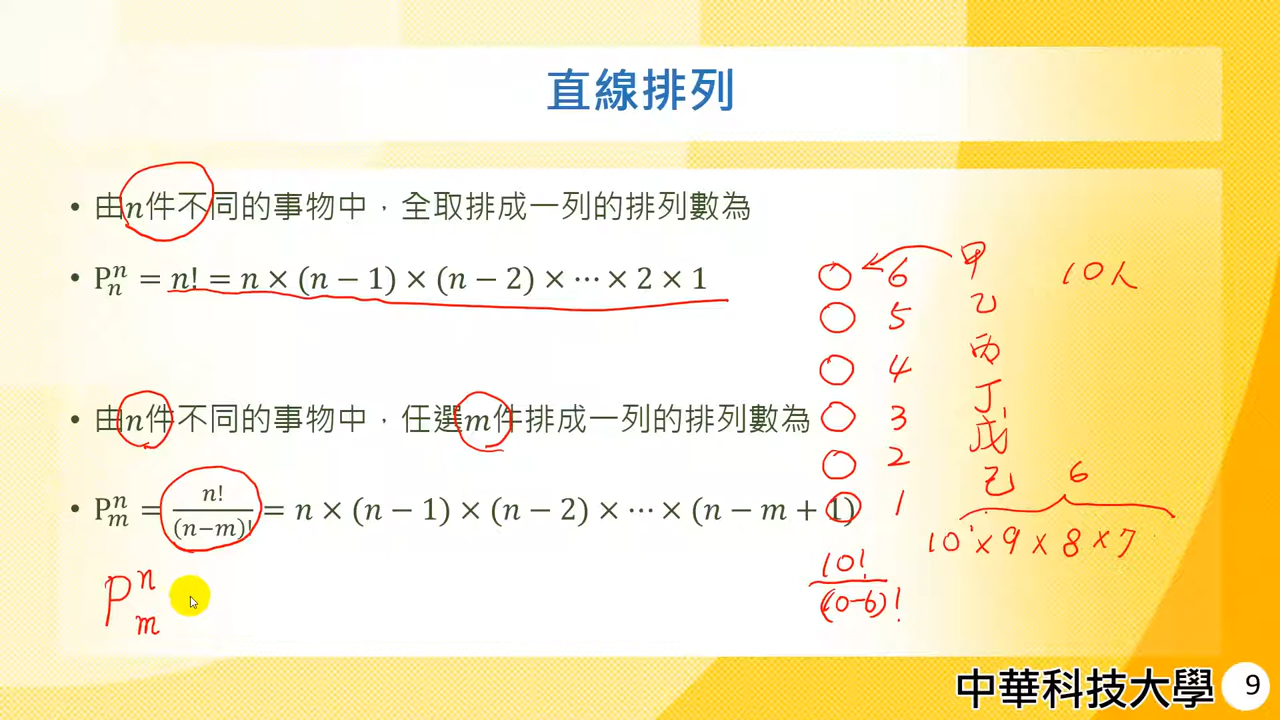 直線排列
• 由n件不同的事物中，全取排成一列的排列數為
• Pⁿₙ = n! = n × (n − 1) × (n − 2) × ⋯ × 2 × 1
6 甲 10人
5 乙
4 丙
3 丁
2 戊
1 己
• 由n件不同的事物中，任選m件排成一列的排列數為
• Pⁿₘ = n!/(n−m)! = n × (n − 1) × (n − 2) × ⋯ × (n − m + 1)
6
10 × 9 × 8 × 7
10!/(10-6)!
Pⁿₘ
中華科技大學 9